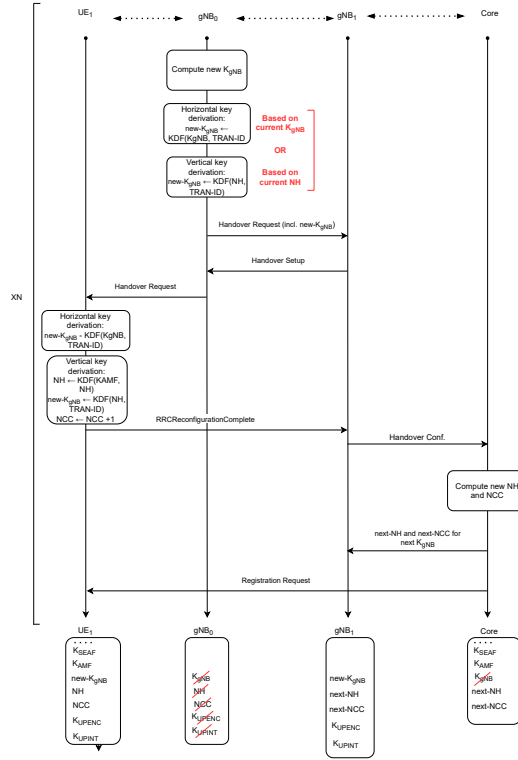 UE1 gNB0 gNB1 Core
Compute new KgNB
Horizontal key
derivation:
new-KgNB ←
KDF(KgNB, TRAN-ID
Based on
current KgNB
OR
Vertical key
derivation:
new-KgNB ← KDF(NH,
TRAN-ID)
Based on
current NH
Handover Request (incl. new-KgNB)
Handover Setup
Handover Request
XN
Horizontal key
derivation:
new-KgNB - KDF(KgNB,
TRAN-ID)
Vertical key
derivation:
NH ← KDF(KAMF,
NH)
new-KgNB ← KDF(NH,
TRAN-ID)
NCC ← NCC +1
RRCReconfigurationComplete
Handover Conf.
Compute new NH
and NCC
next-NH and next-NCC for
next KgNB
Registration Request
UE1 gNB0 gNB1 Core
....
KSEAF
KAMF
new-KgNB
NH
NCC
KUPENC
KUPINT
KgNB
NH
NCC
KUPENC
KUPINT
new-KgNB
next-NH
next-NCC
KUPENC
KUPINT
....
KSEAF
KAMF
KgNB
next-NH
next-NCC